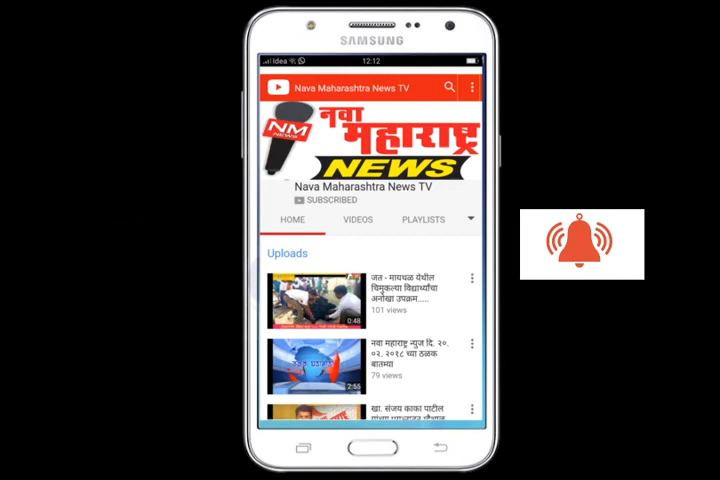 SAMSUNG
Idea
12:12
Nava Maharashtra News TV
NM
NEWS
नवा
महाराष्ट्र
NEWS
Nava Maharashtra News TV
SUBSCRIBED
HOME VIDEOS PLAYLISTS
Uploads
जत - मायथळ येथील
चिमुकल्या विद्यार्थ्यांचा
अनोखा उपक्रम.....
101 views
0:48
नवा महाराष्ट्र न्युज दि. २०.
०२. २०१८ च्या ठळक
बातम्या
79 views
2:55
खा. संजय काका पाटील